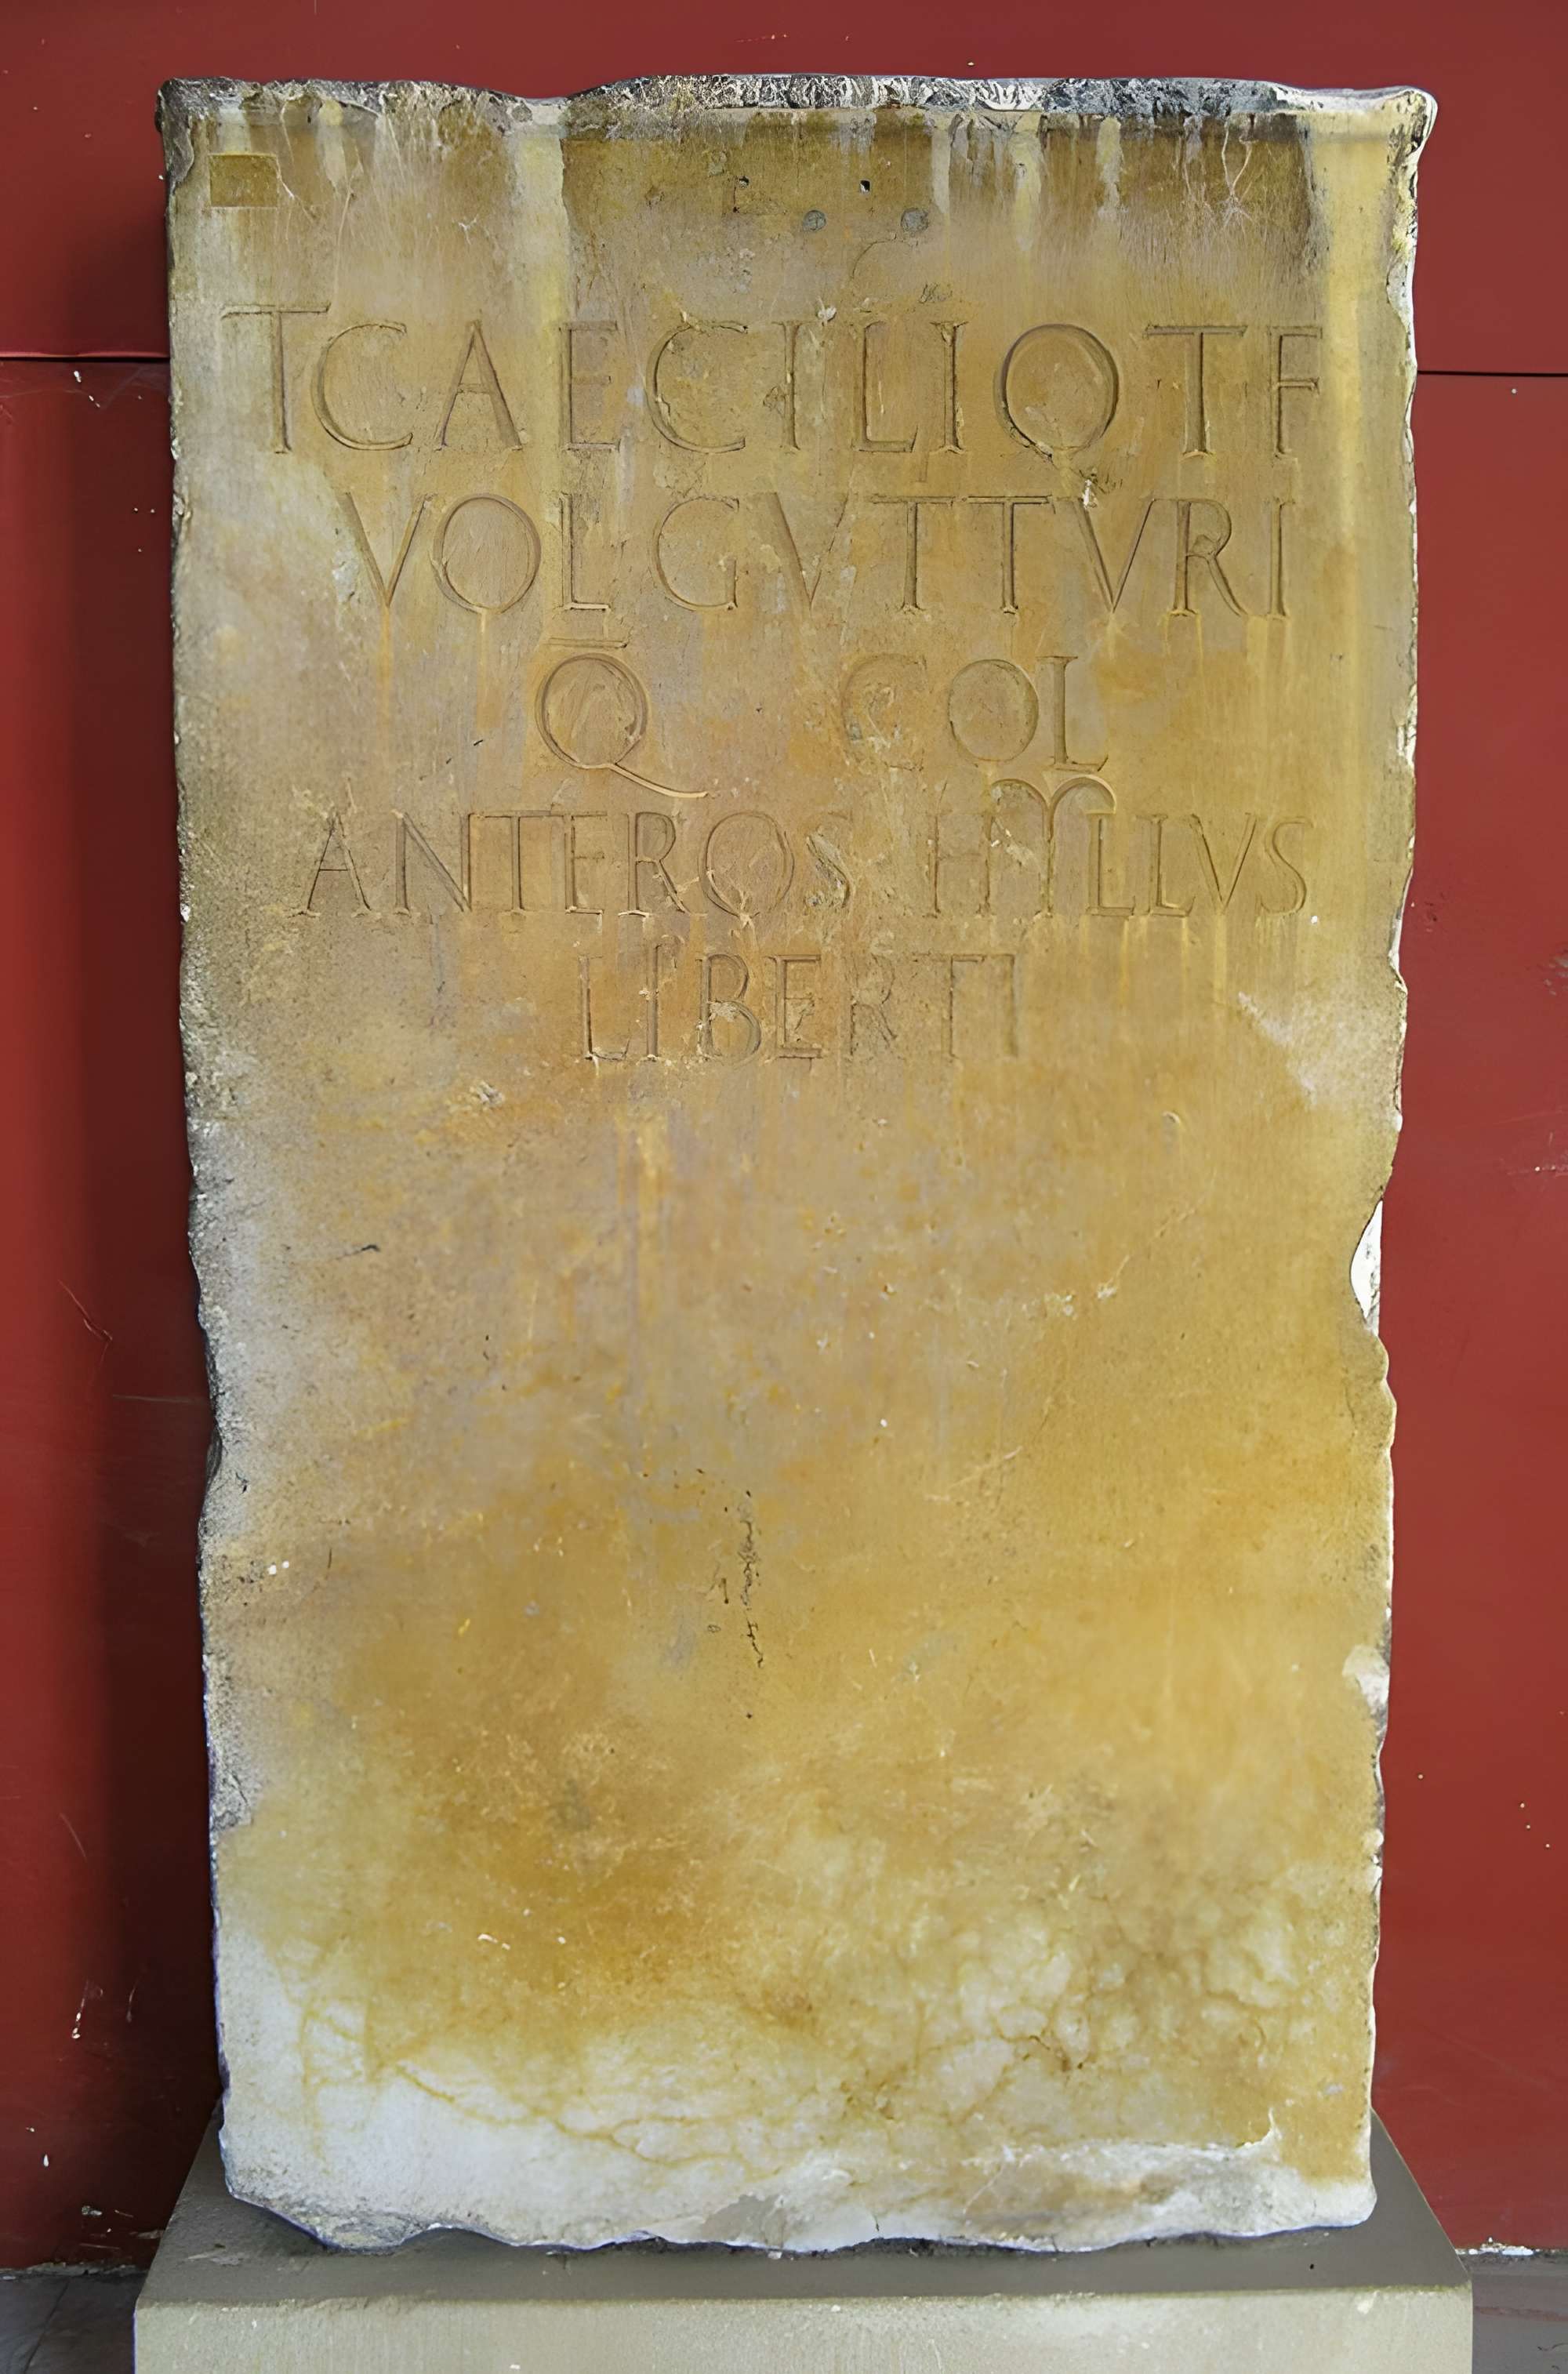 T CAECILIO T F
VOL GVTTVRI
Q̄ COL
ANTEROS HYLLVS
LIBERTI